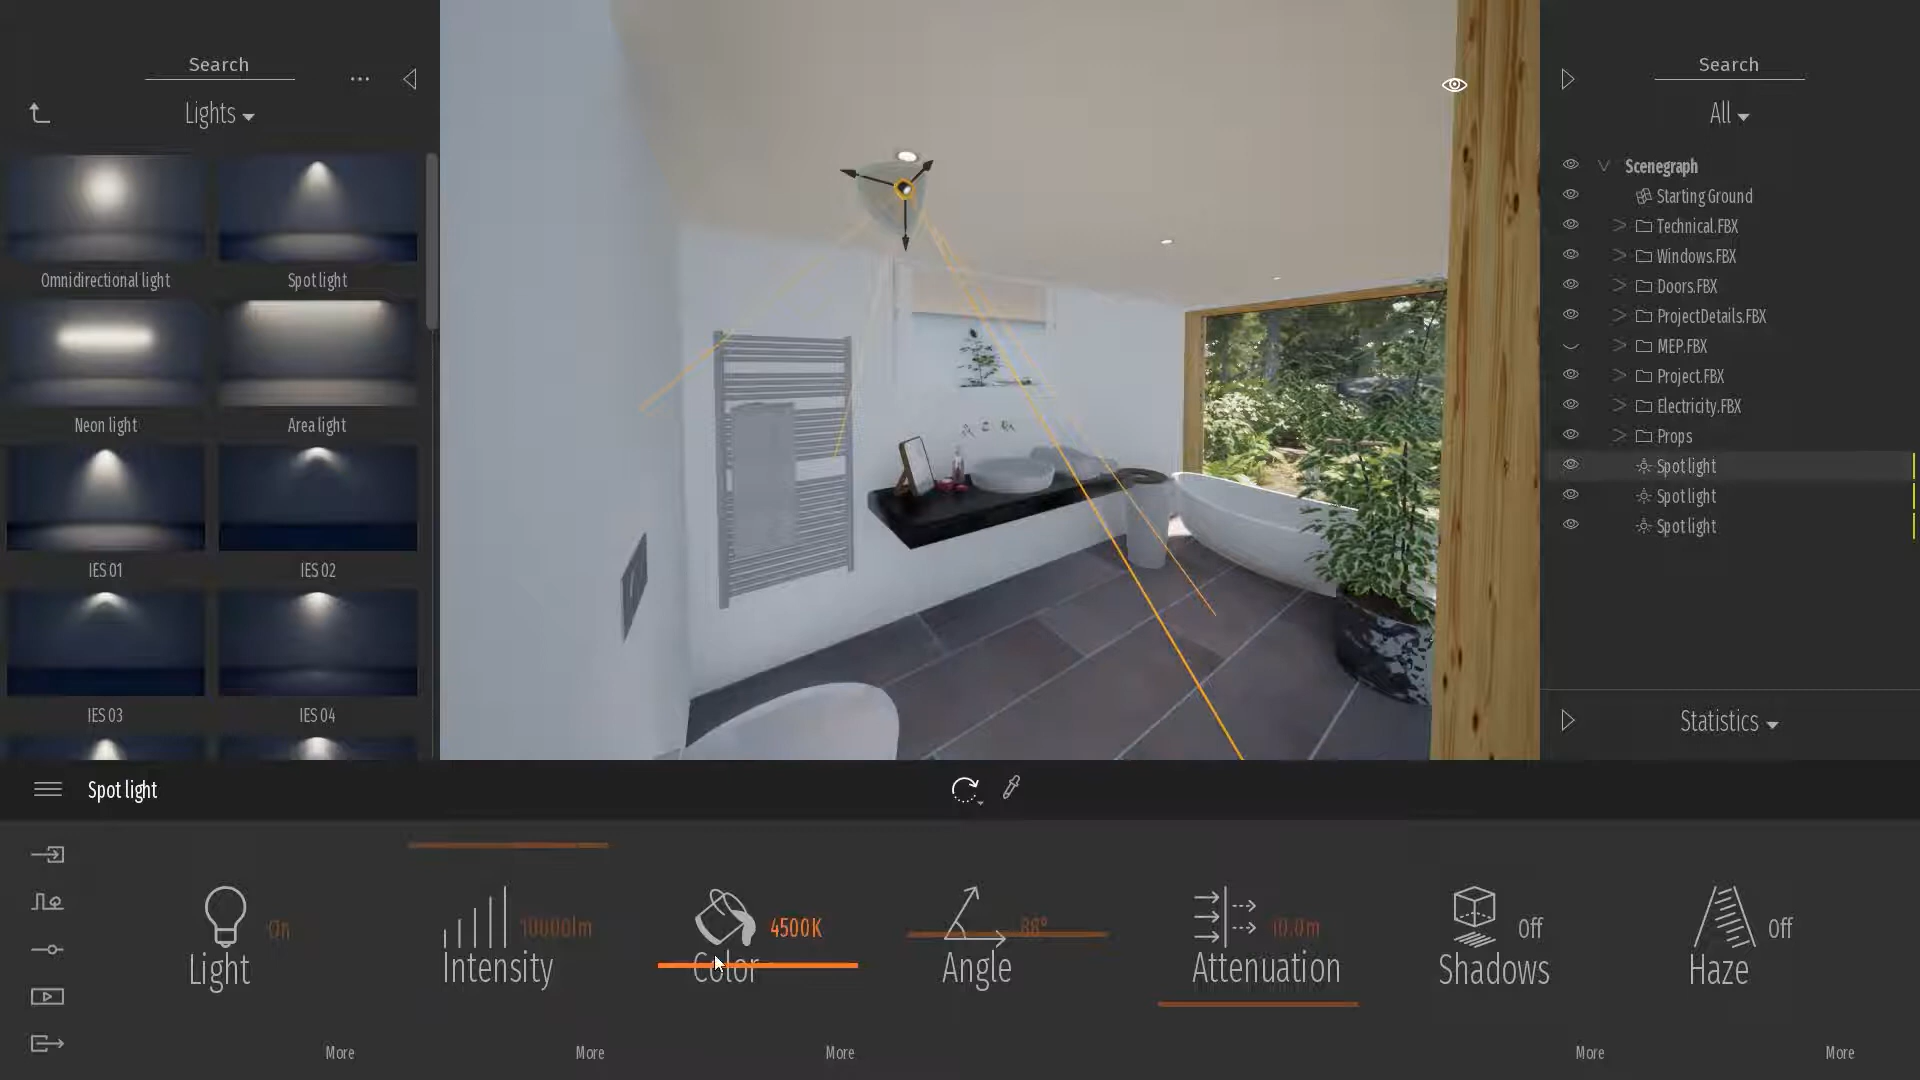 Search
Lights
Omnidirectional light
Spot light
Neon light
Area light
IES 01
IES 02
IES 03
IES 04
Search
All
Scenegraph
Starting Ground
Technical.FBX
Windows.FBX
Doors.FBX
ProjectDetails.FBX
MEP.FBX
Project.FBX
Electricity.FBX
Props
Spot light
Spot light
Spot light
Statistics
Spot light
On
Light
More
10000lm
Intensity
More
4500K
Color
More
88°
Angle
10.0m
Attenuation
Off
Shadows
More
Off
Haze
More